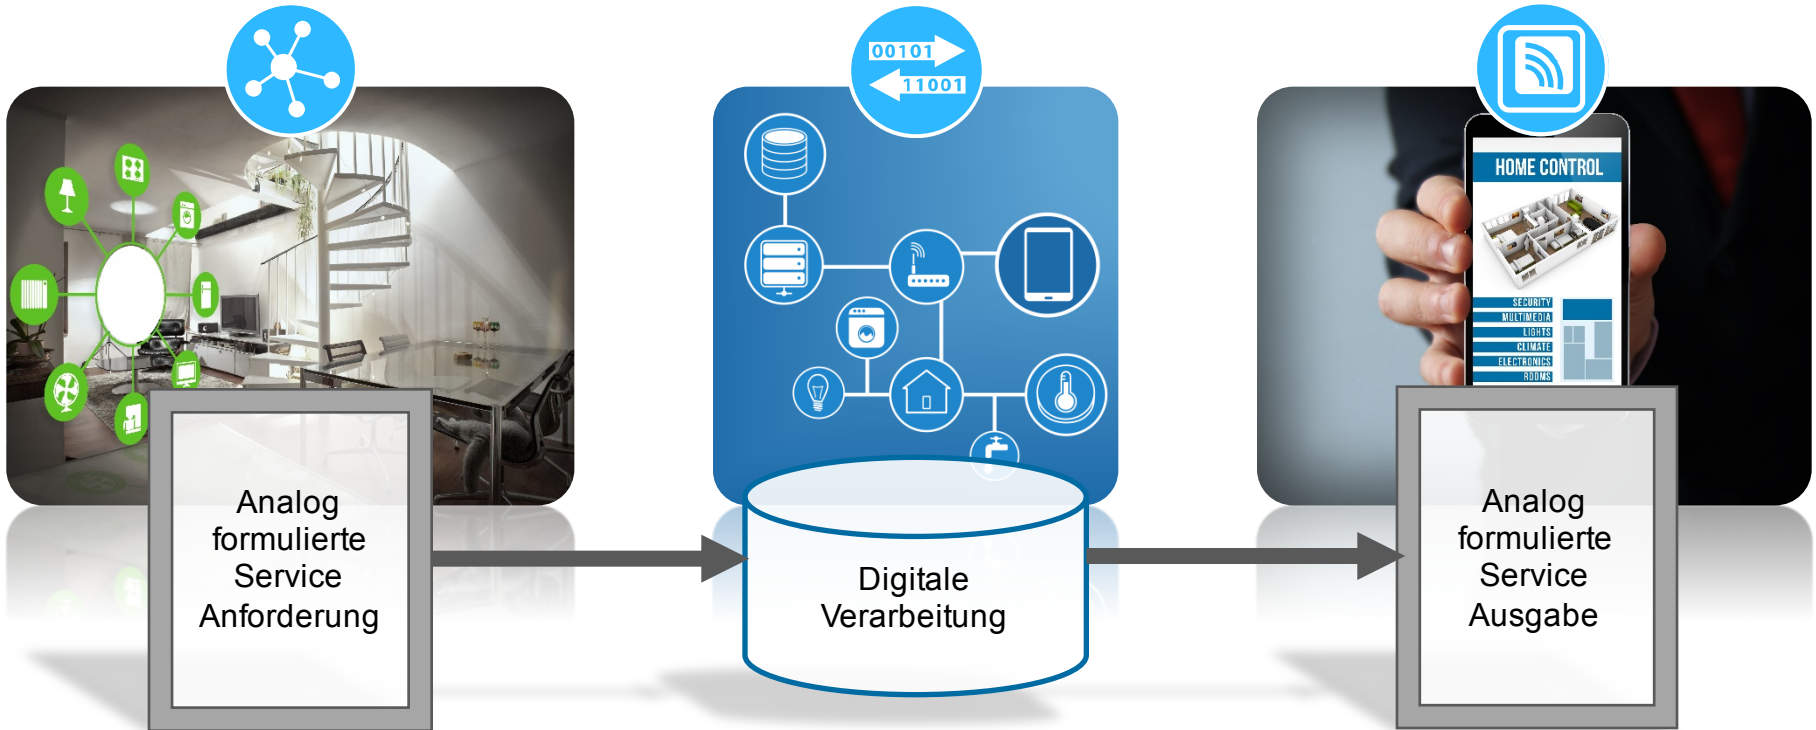 00101
11001
HOME CONTROL
SECURITY
MULTIMEDIA
LIGHTS
CLIMATE
ELECTRONICS
ROOMS
Analog
formulierte
Service
Anforderung
Digitale
Verarbeitung
Analog
formulierte
Service
Ausgabe